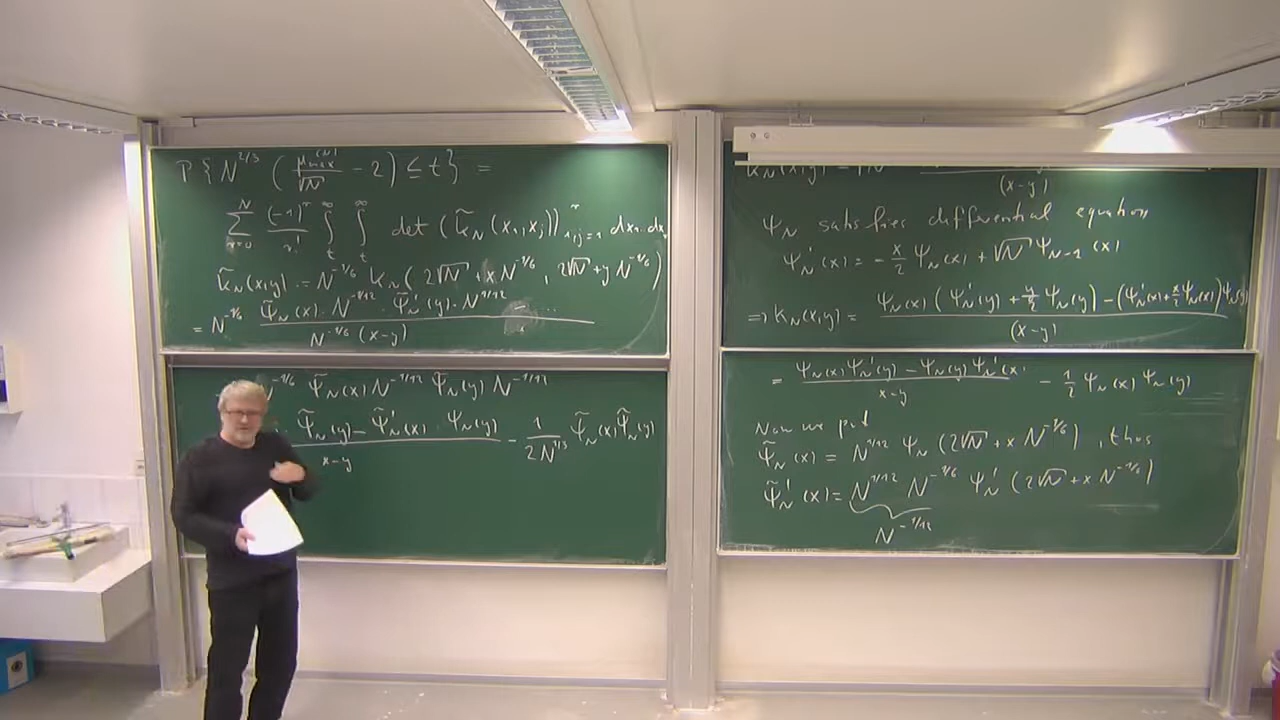 P{N^{2/3} (μ_max^{(N)}/√N − 2) ≤ t} =
∑_{r=0}^{N} (−1)^r/r! ∫_t^∞ ∫_t^∞ det (K̃_N(x_i, x_j))_{i,j=1}^r dx_1. dx_r
K̃_N(x,y) := N^{-1/6} K_N(2√N + x N^{-1/6}, 2√N + y N^{-1/6})
= N^{-1/6} Ψ̃_N(x) · N^{-1/12} · Ψ̃'_N(y) · N^{1/12} − ... / N^{-1/6} (x−y)
^{-1/6} Ψ̃_N(x) N^{-1/12} Ψ̃_N(y) N^{-1/12}
Ψ̃_N(y) − Ψ̃'_N(x) · Ψ_N(y) / x−y − 1/(2N^{1/3}) Ψ̃_N(x) Ψ̃_N(y)
K_N(x,y) = √N / (x−y)
Ψ_N satisfies differential equation
Ψ'_N(x) = −x/2 Ψ_N(x) + √N Ψ_{N−1}(x)
⇒ K_N(x,y) = Ψ_N(x) (Ψ'_N(y) + y/2 Ψ_N(y)) − (Ψ'_N(x) + x/2 Ψ_N(x)) Ψ_N(y) / (x−y)
= Ψ_N(x) Ψ'_N(y) − Ψ_N(y) Ψ'_N(x) / x−y − 1/2 Ψ_N(x) Ψ_N(y)
Now we put
Ψ̃_N(x) = N^{1/12} Ψ_N (2√N + x N^{-1/6}), thus
Ψ̃'_N(x) = N^{1/12} N^{-1/6} Ψ'_N (2√N + x N^{-1/6})
N^{-1/12}